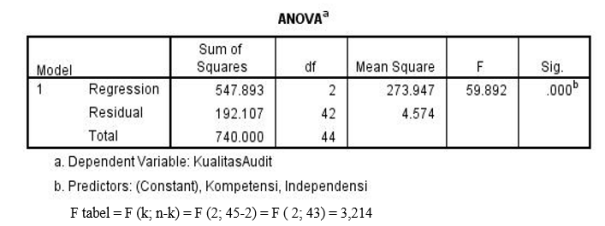 ANOVAa
Model Sum of Squares df Mean Square F Sig.
1 Regression 547.893 2 273.947 59.892 .000b
Residual 192.107 42 4.574
Total 740.000 44
a. Dependent Variable: KualitasAudit
b. Predictors: (Constant), Kompetensi, Independensi
F tabel = F (k; n-k) = F (2; 45-2) = F ( 2; 43) = 3,214